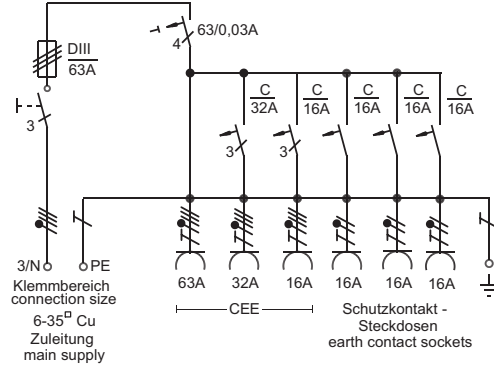 63/0,03A
4
DIII
63A
3
C
32A
C
16A
C
16A
C
16A
C
16A
3
3
3/N
PE
Klemmbereich
connection size
6-35□ Cu
Zuleitung
main supply
63A
32A
16A
16A
16A
16A
CEE
Schutzkontakt -
Steckdosen
earth contact sockets